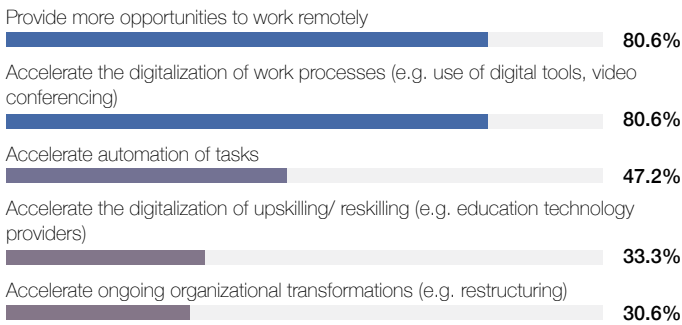 Provide more opportunities to work remotely
80.6%
Accelerate the digitalization of work processes (e.g. use of digital tools, video
conferencing)
80.6%
Accelerate automation of tasks
47.2%
Accelerate the digitalization of upskilling/ reskilling (e.g. education technology
providers)
33.3%
Accelerate ongoing organizational transformations (e.g. restructuring)
30.6%